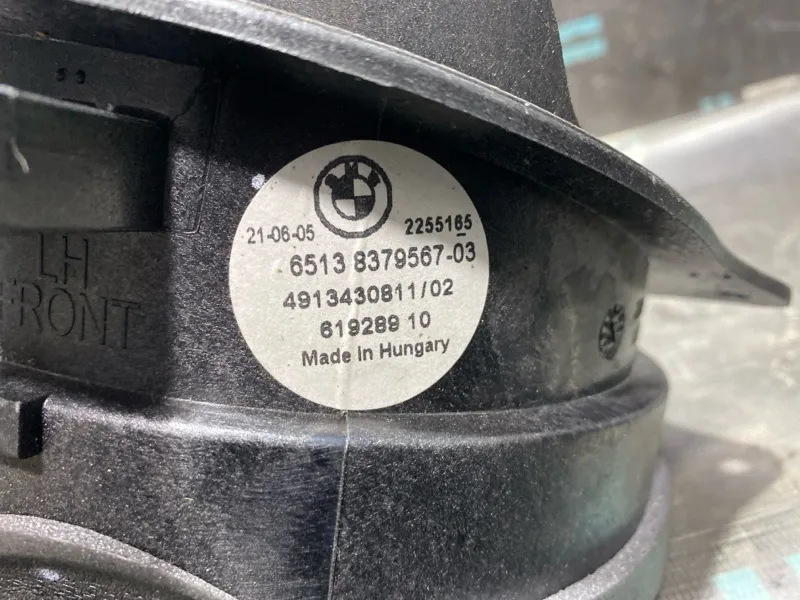 21-06-05 2255165
6513 8379567-03
4913430811/02
619289 10
Made In Hungary
LH
FRONT